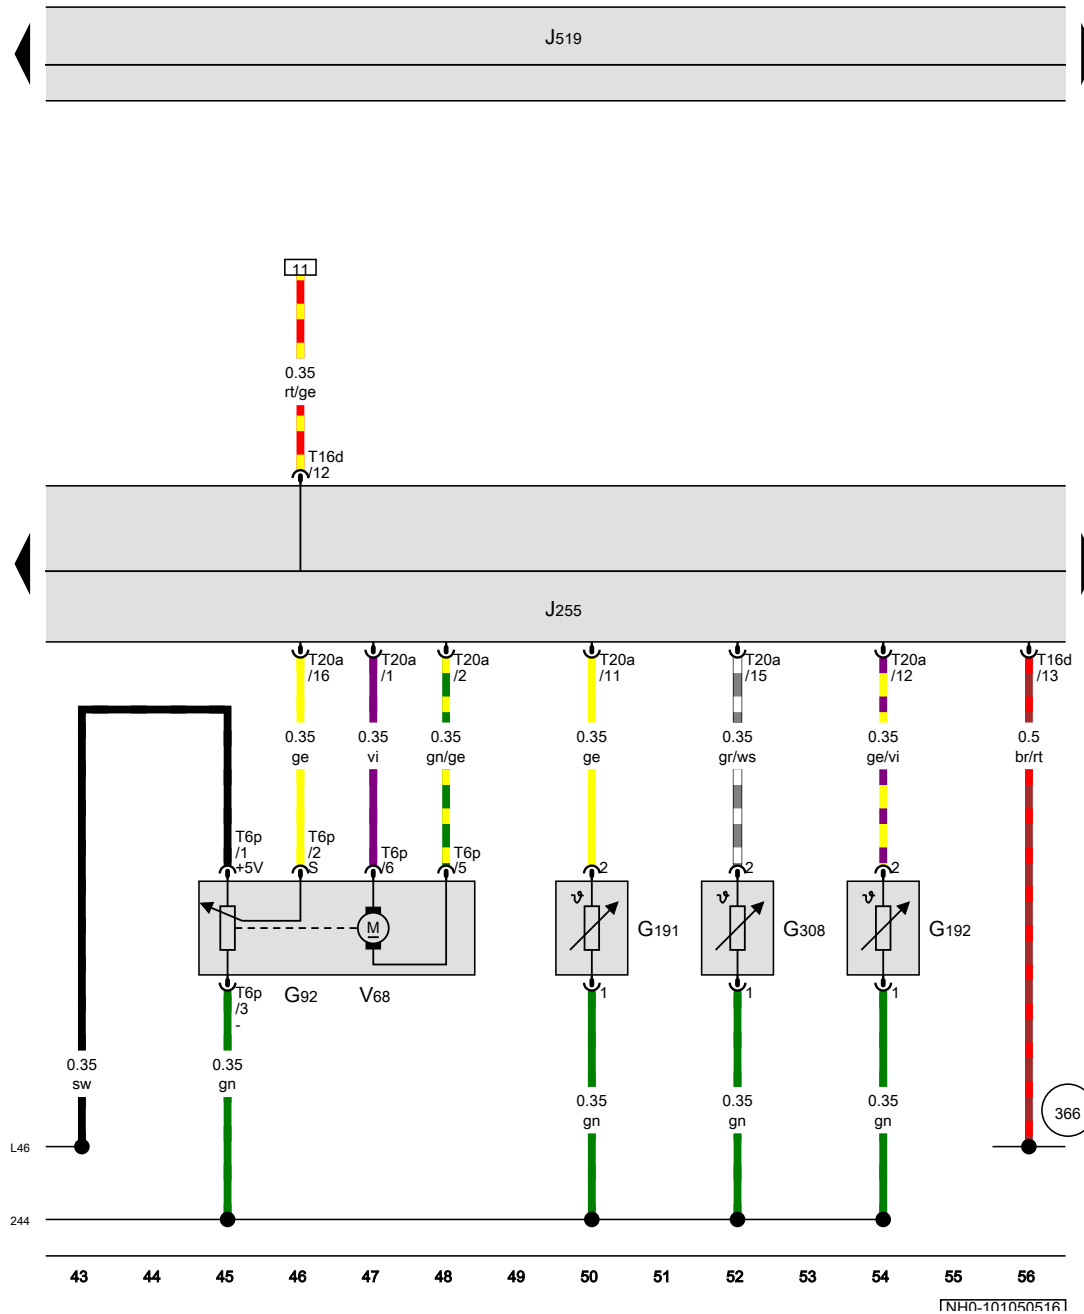 J519
11
0.35
rt/ge
T16d
/12
J255
T20a
/16
T20a
/1
T20a
/2
T20a
/11
T20a
/15
T20a
/12
T16d
/13
0.35
ge
0.35
vi
0.35
gn/ge
0.35
ge
0.35
gr/ws
0.35
ge/vi
0.5
br/rt
T6p
/1
+5V
T6p
/2
S
T6p
/6
T6p
/5
2
2
2
ϑ
ϑ
ϑ
M
G191
G308
G192
T6p
/3
-
G92
V68
1
1
1
0.35
sw
0.35
gn
0.35
gn
0.35
gn
0.35
gn
366
L46
244
43 44 45 46 47 48 49 50 51 52 53 54 55 56
NH0-101050516